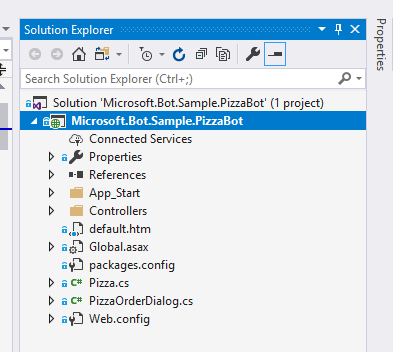 Solution Explorer
Search Solution Explorer (Ctrl+;)
Solution 'Microsoft.Bot.Sample.PizzaBot' (1 project)
Microsoft.Bot.Sample.PizzaBot
Connected Services
Properties
References
App_Start
Controllers
default.htm
Global.asax
packages.config
C# Pizza.cs
C# PizzaOrderDialog.cs
Web.config
Properties